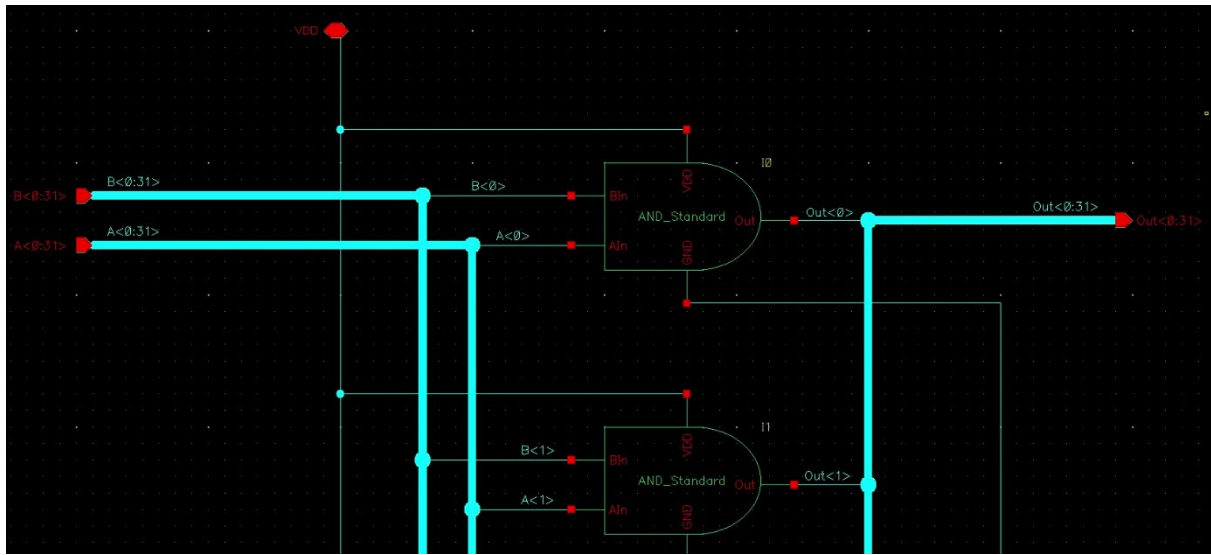 VDD
I0
VDD
B<0:31>
B<0:31>
B<0>
BIn
AND_Standard
Out
Out<0>
Out<0:31>
Out<0:31>
A<0:31>
A<0:31>
A<0>
AIn
GND
I1
VDD
B<1>
BIn
AND_Standard
Out
Out<1>
A<1>
AIn
GND